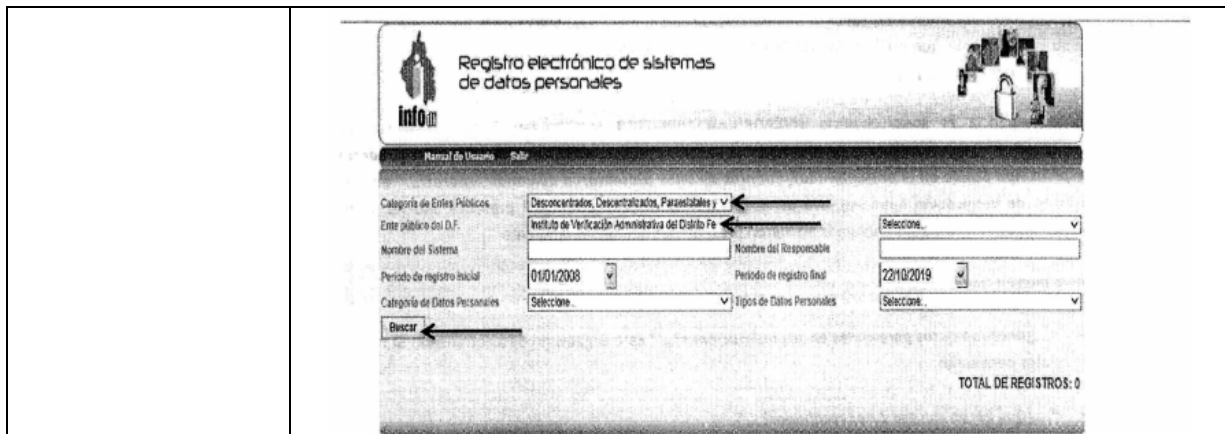 Registro electrónico de sistemas
de datos personales
info
Manual de Usuario Salir
Categoría de Entes Públicos Desconcentrados, Descentralizados, Paraestatales y
Ente público del D.F. Instituto de Verificación Administrativa del Distrito Fe Seleccione...
Nombre del Sistema Nombre del Responsable
Periodo de registro inicial 01/01/2008 Periodo de registro final 22/10/2019
Categoría de Datos Personales Seleccione... Tipos de Datos Personales Seleccione...
Buscar
TOTAL DE REGISTROS: 0